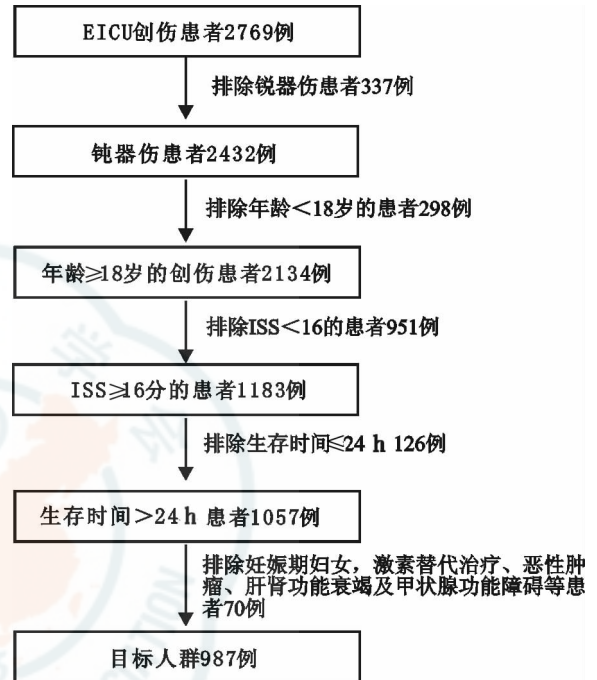 EICU创伤患者2769例
排除锐器伤患者337例
钝器伤患者2432例
排除年龄<18岁的患者298例
年龄≥18岁的创伤患者2134例
排除ISS<16的患者951例
ISS≥16分的患者1183例
排除生存时间≤24 h 126例
生存时间>24 h 患者1057例
排除妊娠期妇女，激素替代治疗、恶性肿
瘤、肝肾功能衰竭及甲状腺功能障碍等患
者70例
目标人群987例